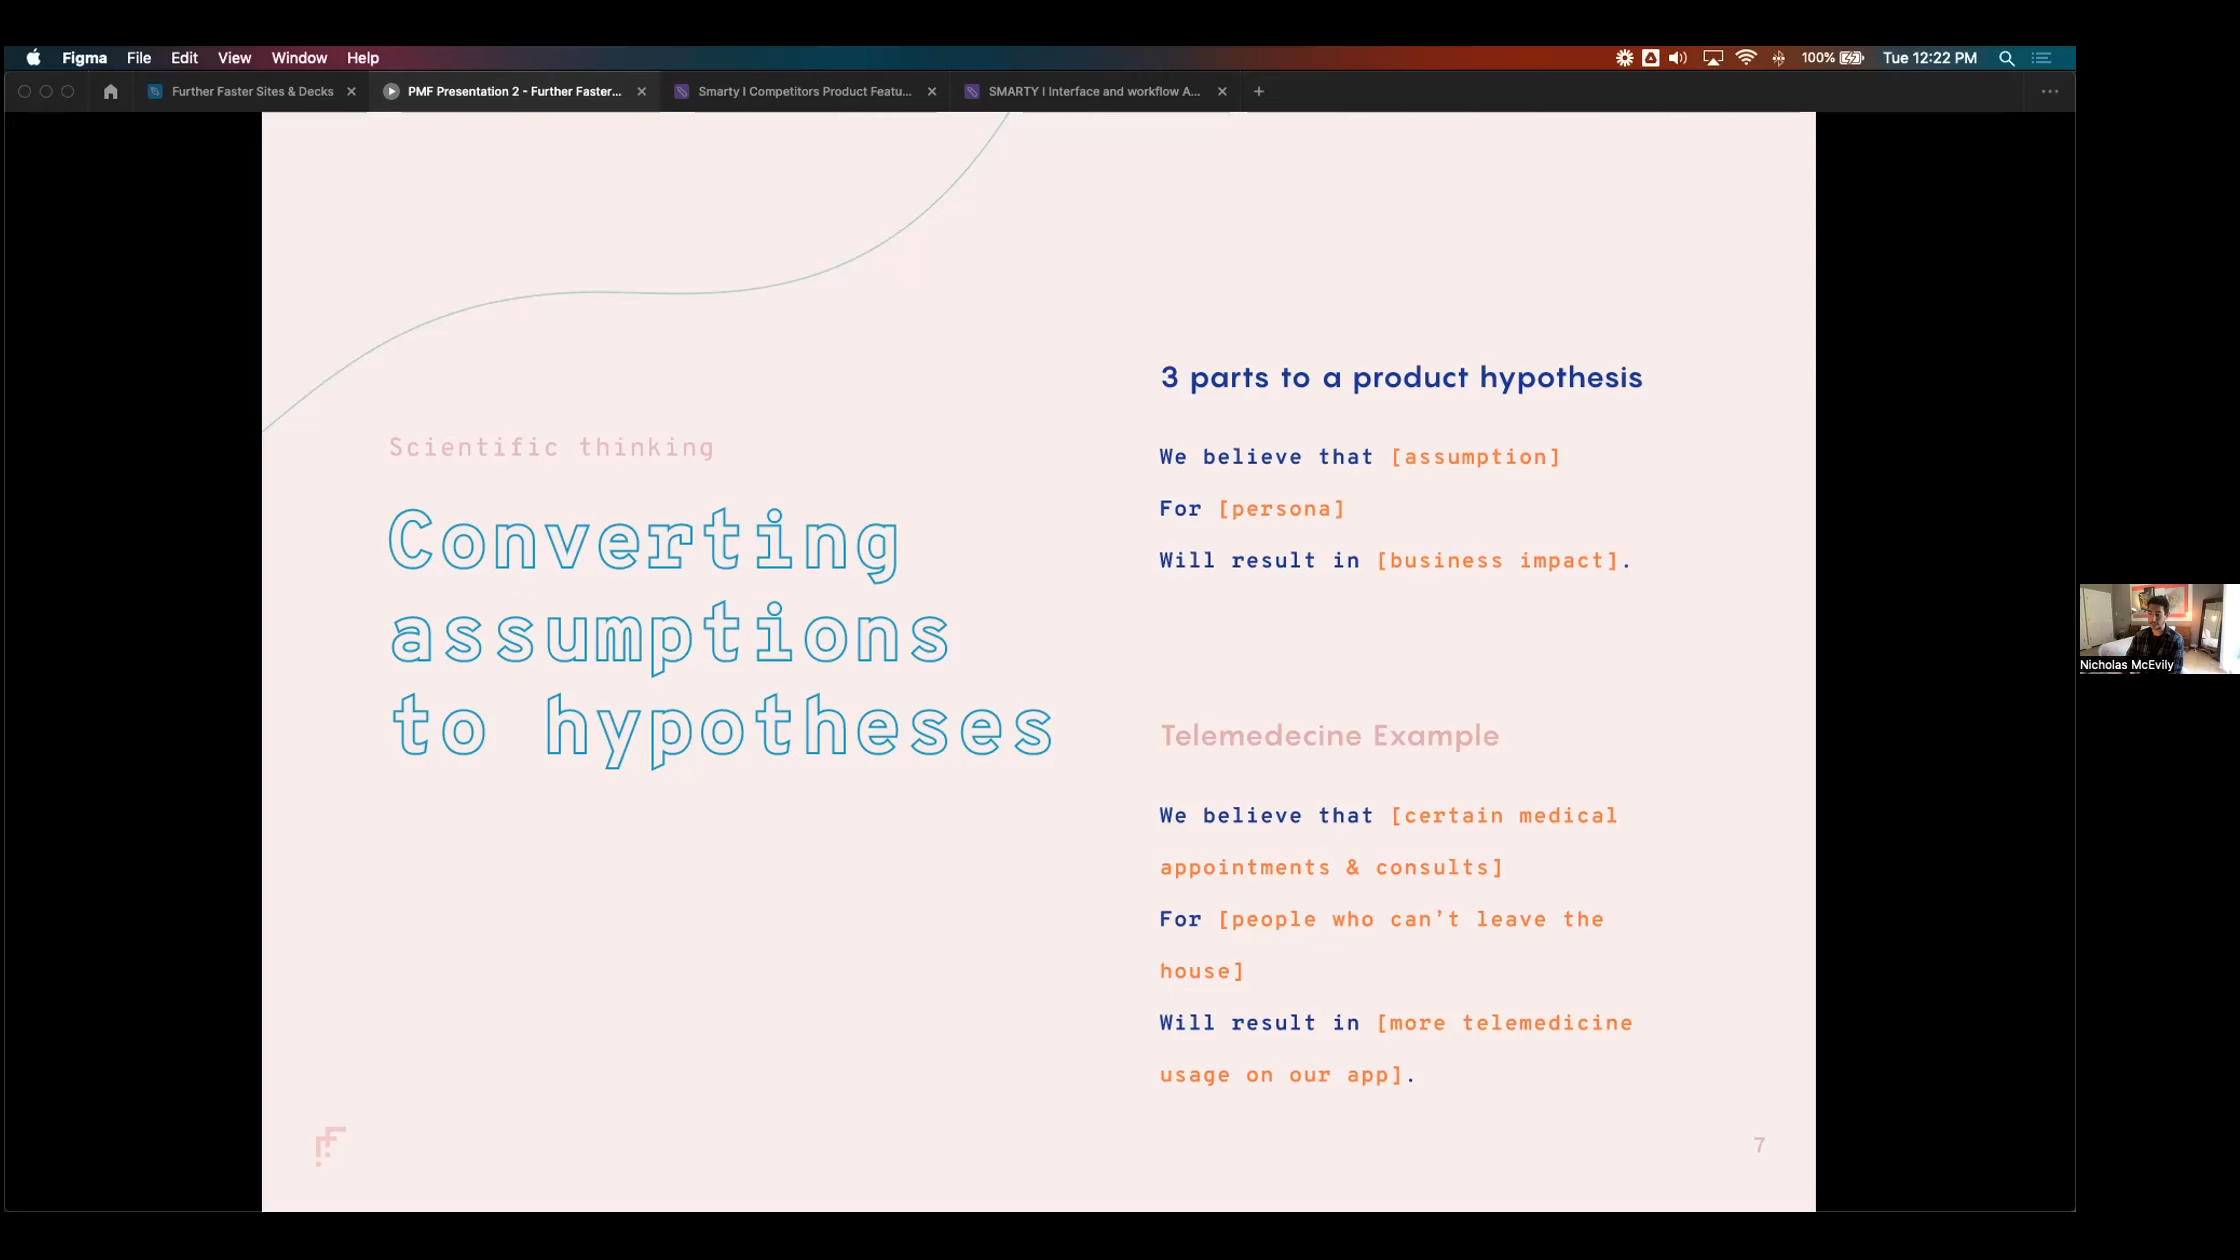 Figma File Edit View Window Help
100% Tue 12:22 PM
Further Faster Sites & Decks
PMF Presentation 2 - Further Faster...
Smarty | Competitors Product Featu...
SMARTY | Interface and workflow A...
Scientific thinking
Converting
assumptions
to hypotheses
3 parts to a product hypothesis
We believe that [assumption]
For [persona]
Will result in [business impact].
Telemedecine Example
We believe that [certain medical
appointments & consults]
For [people who can’t leave the
house]
Will result in [more telemedicine
usage on our app].
7
Nicholas McEvily